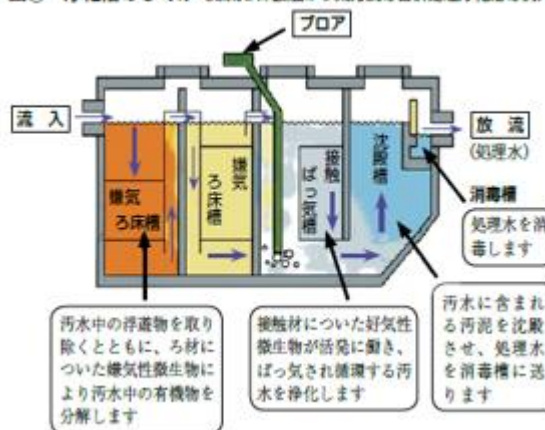 ブロア
流 入
放 流
(処理水)
嫌気
ろ床槽
嫌気
ろ床槽
接触
ばっ気槽
沈殿槽
消毒槽
処理水を消
毒します
汚水中の浮遊物を取り
除くとともに、ろ材に
ついた嫌気性微生物に
より汚水中の有機物を
分解します
接触材についた好気性
微生物が活発に働き、
ばっ気され循環する汚
水を浄化します
汚水に含まれ
る汚泥を沈殿
させ、処理水
を消毒槽に送
ります